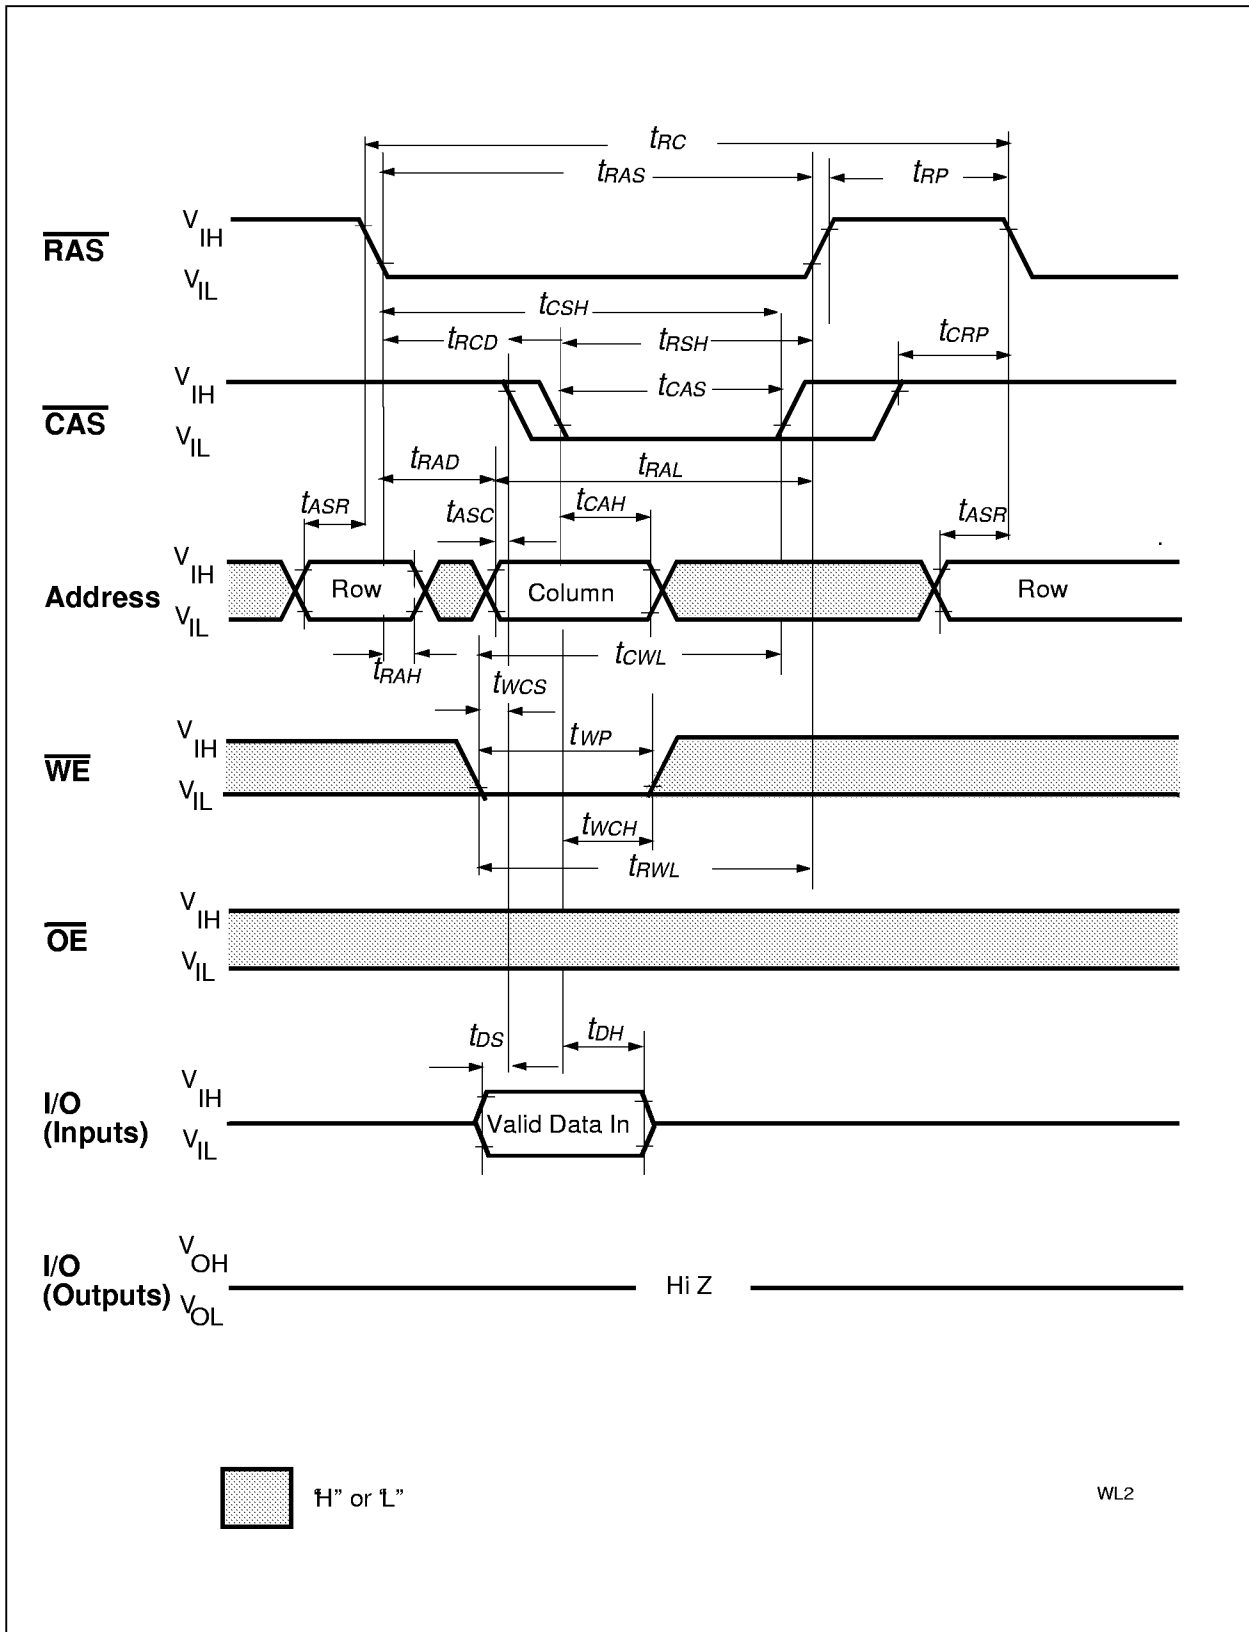 tRC
tRAS
tRP
RAS
VIH
VIL
tCSH
tRCD
tRSH
tCRP
CAS
VIH
VIL
tCAS
tRAD
tRAL
tASR
tASC
tCAH
tASR
Address
VIH
VIL
Row
Column
Row
tRAH
tCWL
tWCS
WE
VIH
VIL
tWP
tWCH
tRWL
OE
VIH
VIL
tDS
tDH
I/O
(Inputs)
VIH
VIL
Valid Data In
I/O
(Outputs)
VOH
VOL
Hi Z
“H” or “L”
WL2